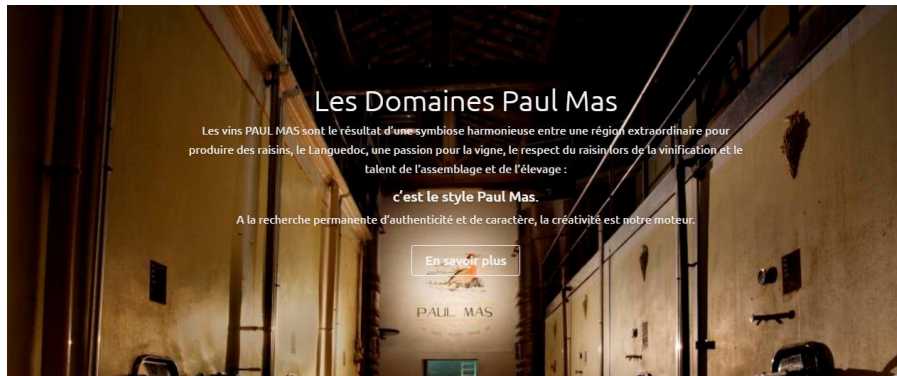 Les Domaines Paul Mas
Les vins PAUL MAS sont le résultat d'une symbiose harmonieuse entre une région extraordinaire pour
produire des raisins, le Languedoc, une passion pour la vigne, le respect du raisin lors de la vinification et le
talent de l'assemblage et de l'élevage :
c'est le style Paul Mas.
A la recherche permanente d'authenticité et de caractère, la créativité est notre moteur.
En savoir plus
PAUL MAS